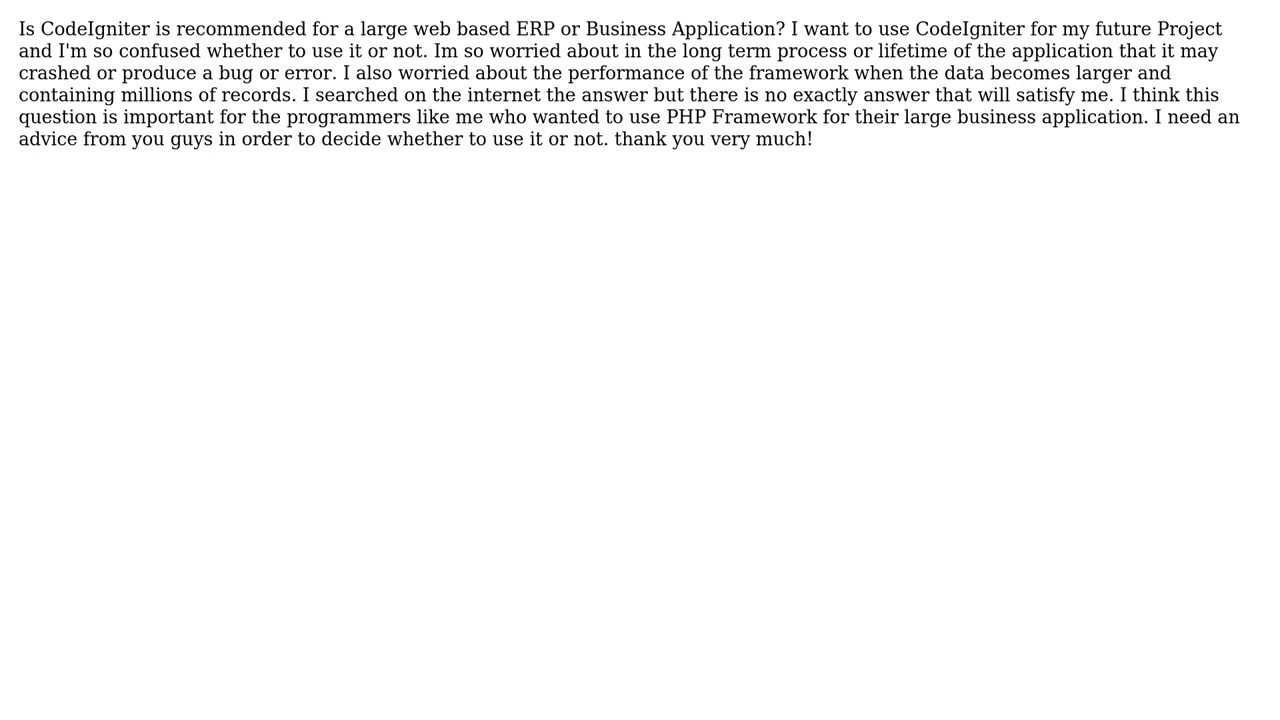 Is CodeIgniter is recommended for a large web based ERP or Business Application? I want to use CodeIgniter for my future Project
and I'm so confused whether to use it or not. Im so worried about in the long term process or lifetime of the application that it may
crashed or produce a bug or error. I also worried about the performance of the framework when the data becomes larger and
containing millions of records. I searched on the internet the answer but there is no exactly answer that will satisfy me. I think this
question is important for the programmers like me who wanted to use PHP Framework for their large business application. I need an
advice from you guys in order to decide whether to use it or not. thank you very much!